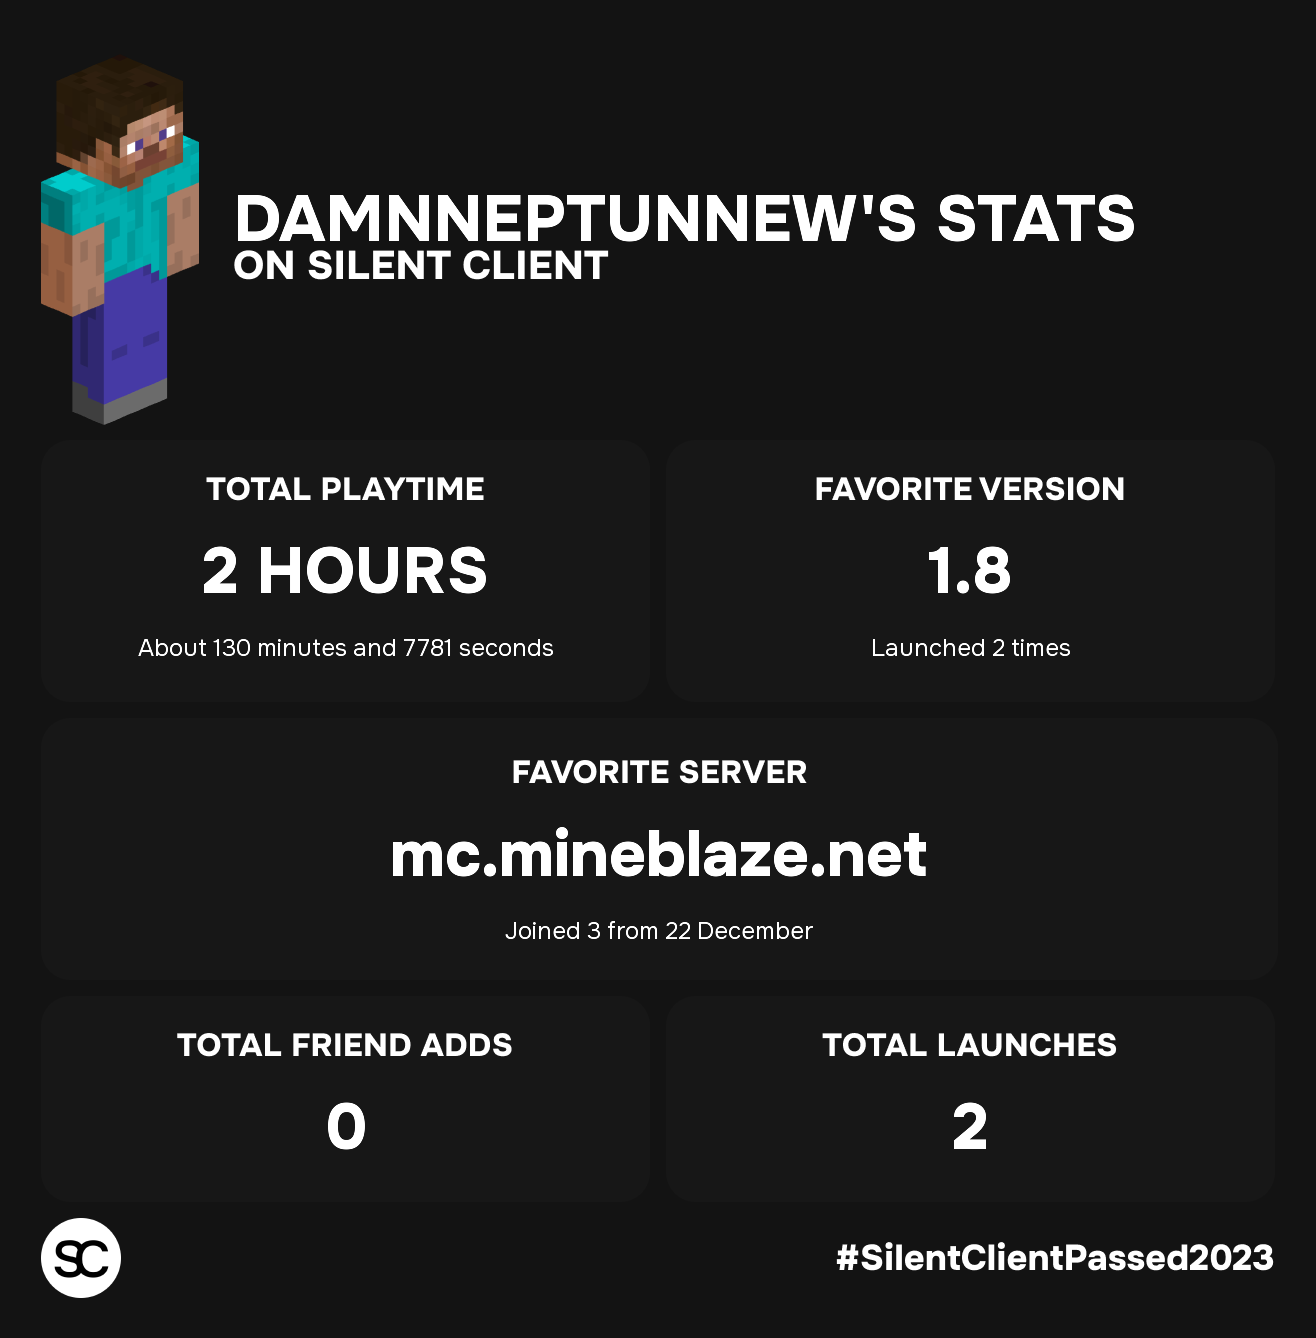 DAMNNEPTUNNEW'S STATS
ON SILENT CLIENT
TOTAL PLAYTIME
2 HOURS
About 130 minutes and 7781 seconds
FAVORITE VERSION
1.8
Launched 2 times
FAVORITE SERVER
mc.mineblaze.net
Joined 3 from 22 December
TOTAL FRIEND ADDS
0
TOTAL LAUNCHES
2
SC
#SilentClientPassed2023